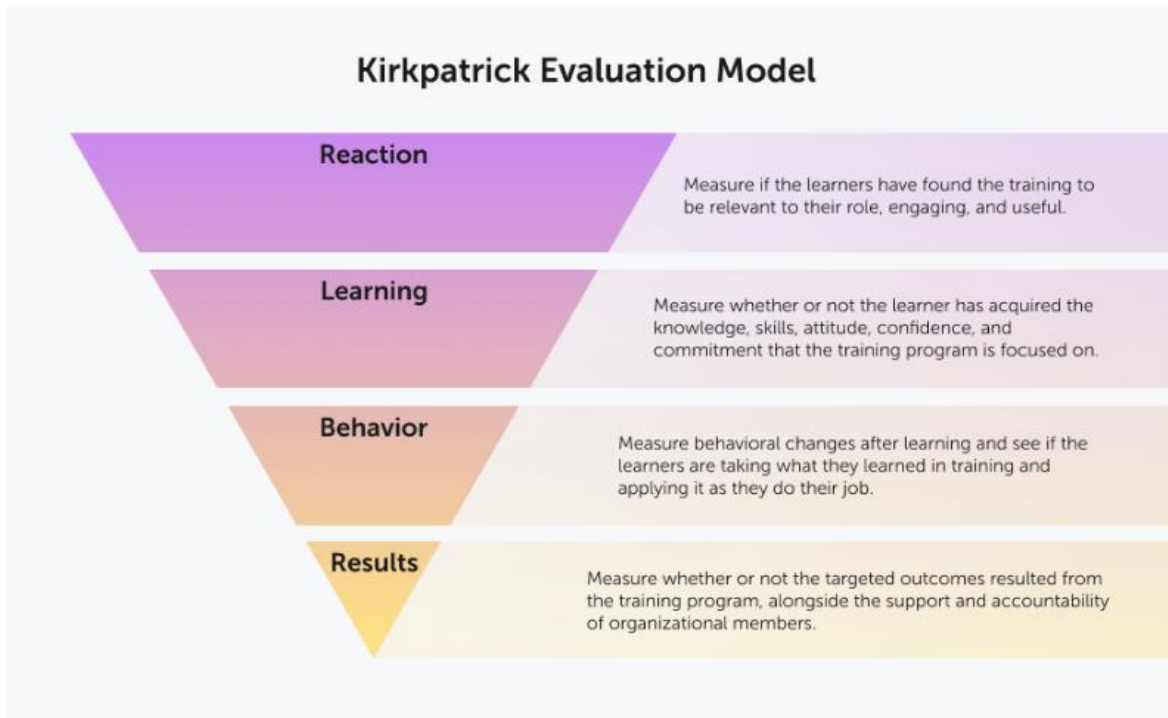 Kirkpatrick Evaluation Model
Reaction
Measure if the learners have found the training to
be relevant to their role, engaging, and useful.
Learning
Measure whether or not the learner has acquired the
knowledge, skills, attitude, confidence, and
commitment that the training program is focused on.
Behavior
Measure behavioral changes after learning and see if the
learners are taking what they learned in training and
applying it as they do their job.
Results
Measure whether or not the targeted outcomes resulted from
the training program, alongside the support and accountability
of organizational members.